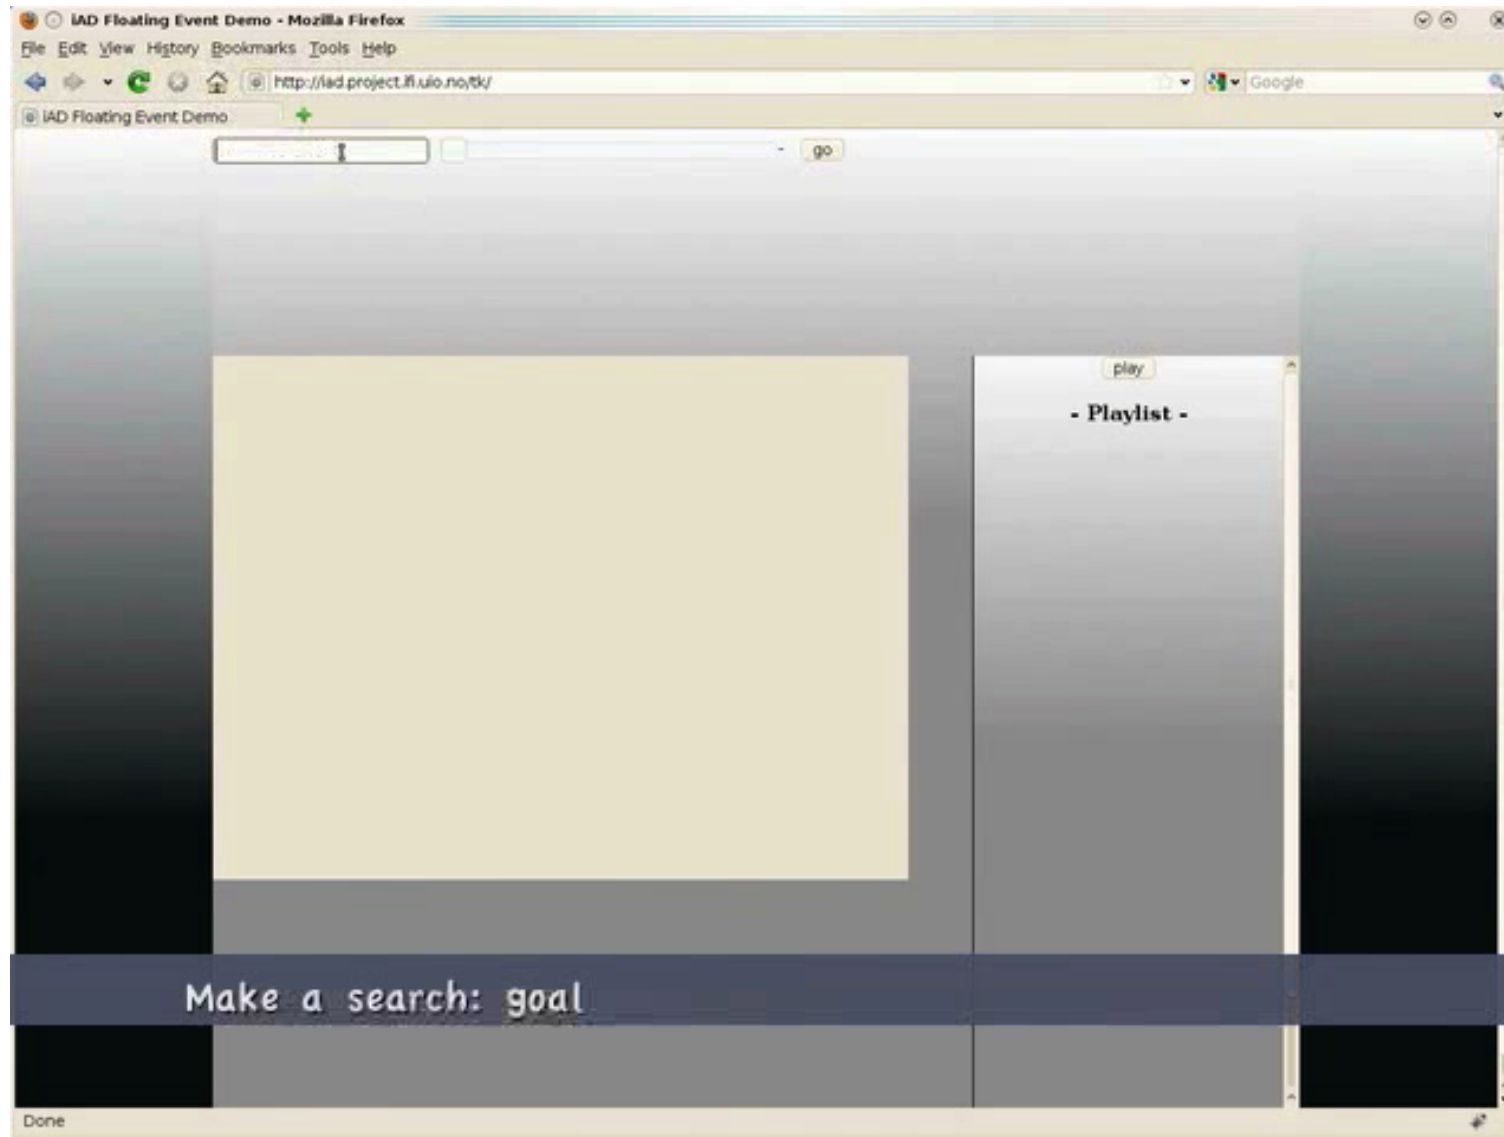 iAD Floating Event Demo - Mozilla Firefox
File Edit View History Bookmarks Tools Help
http://iad.project.ifi.uio.no/tk/
Google
iAD Floating Event Demo
- go
play
- Playlist -
Make a search: goal
Done